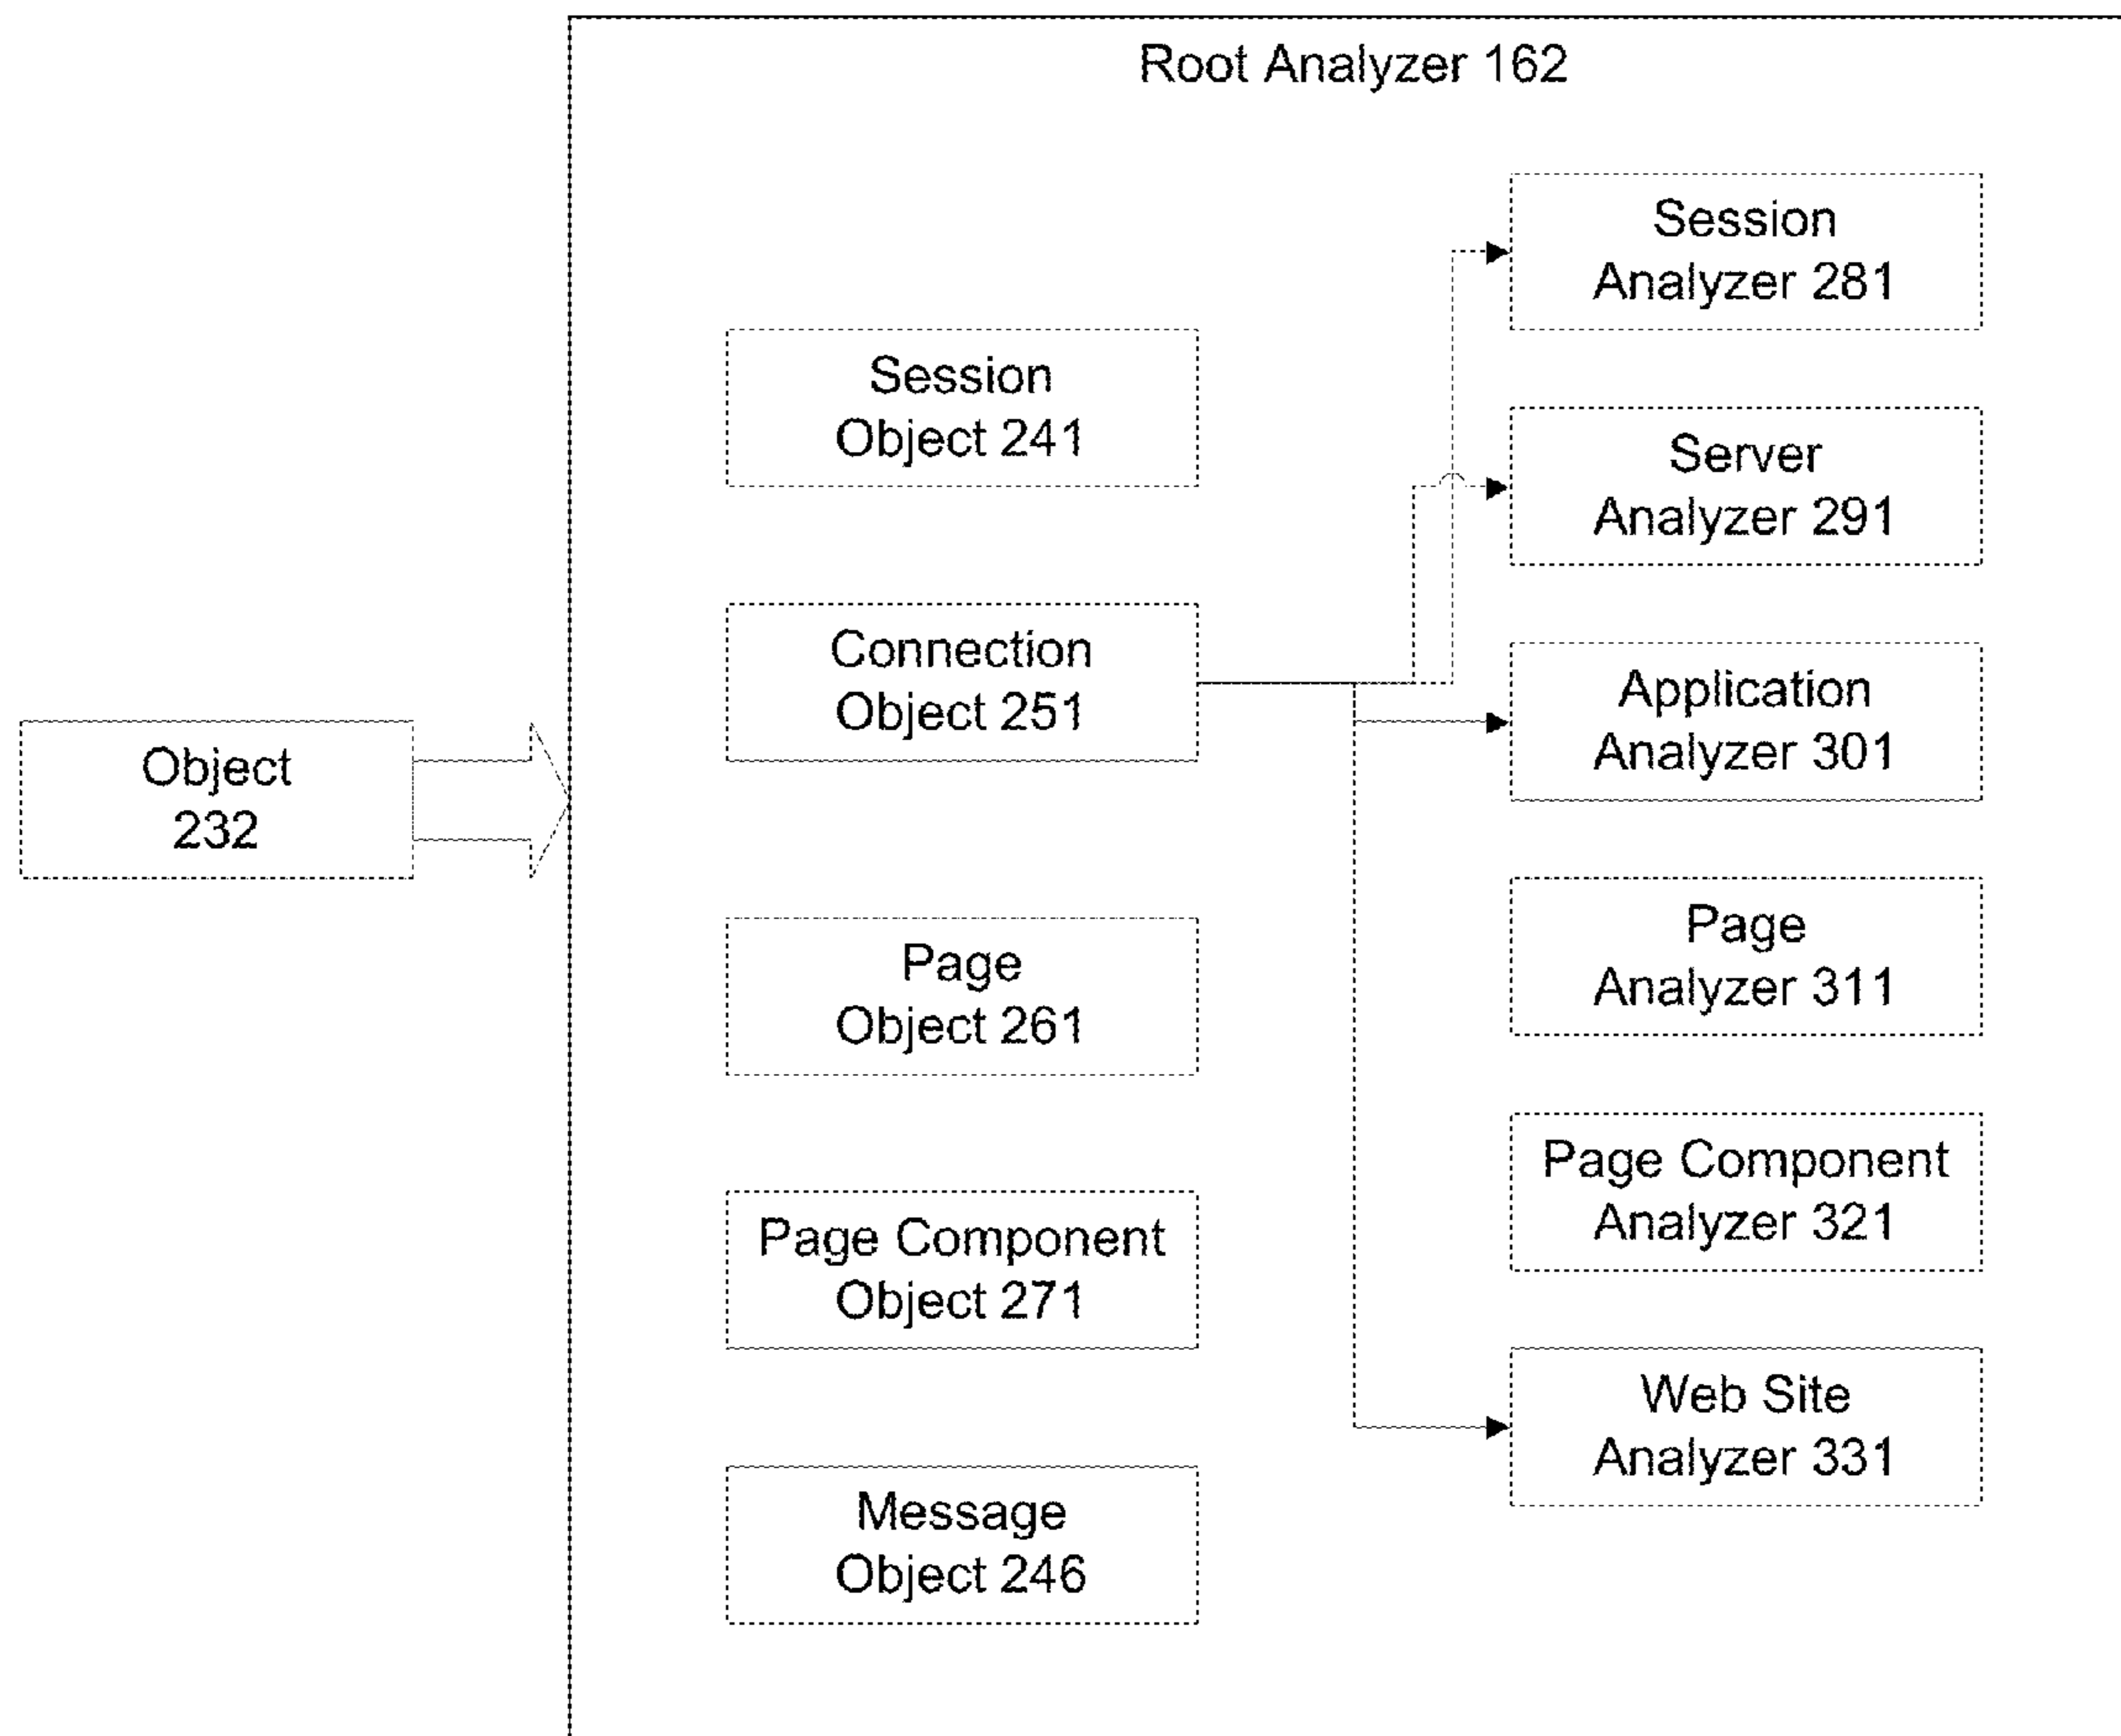 Root Analyzer 162
Object
232
Session
Object 241
Connection
Object 251
Page
Object 261
Page Component
Object 271
Message
Object 246
Session
Analyzer 281
Server
Analyzer 291
Application
Analyzer 301
Page
Analyzer 311
Page Component
Analyzer 321
Web Site
Analyzer 331